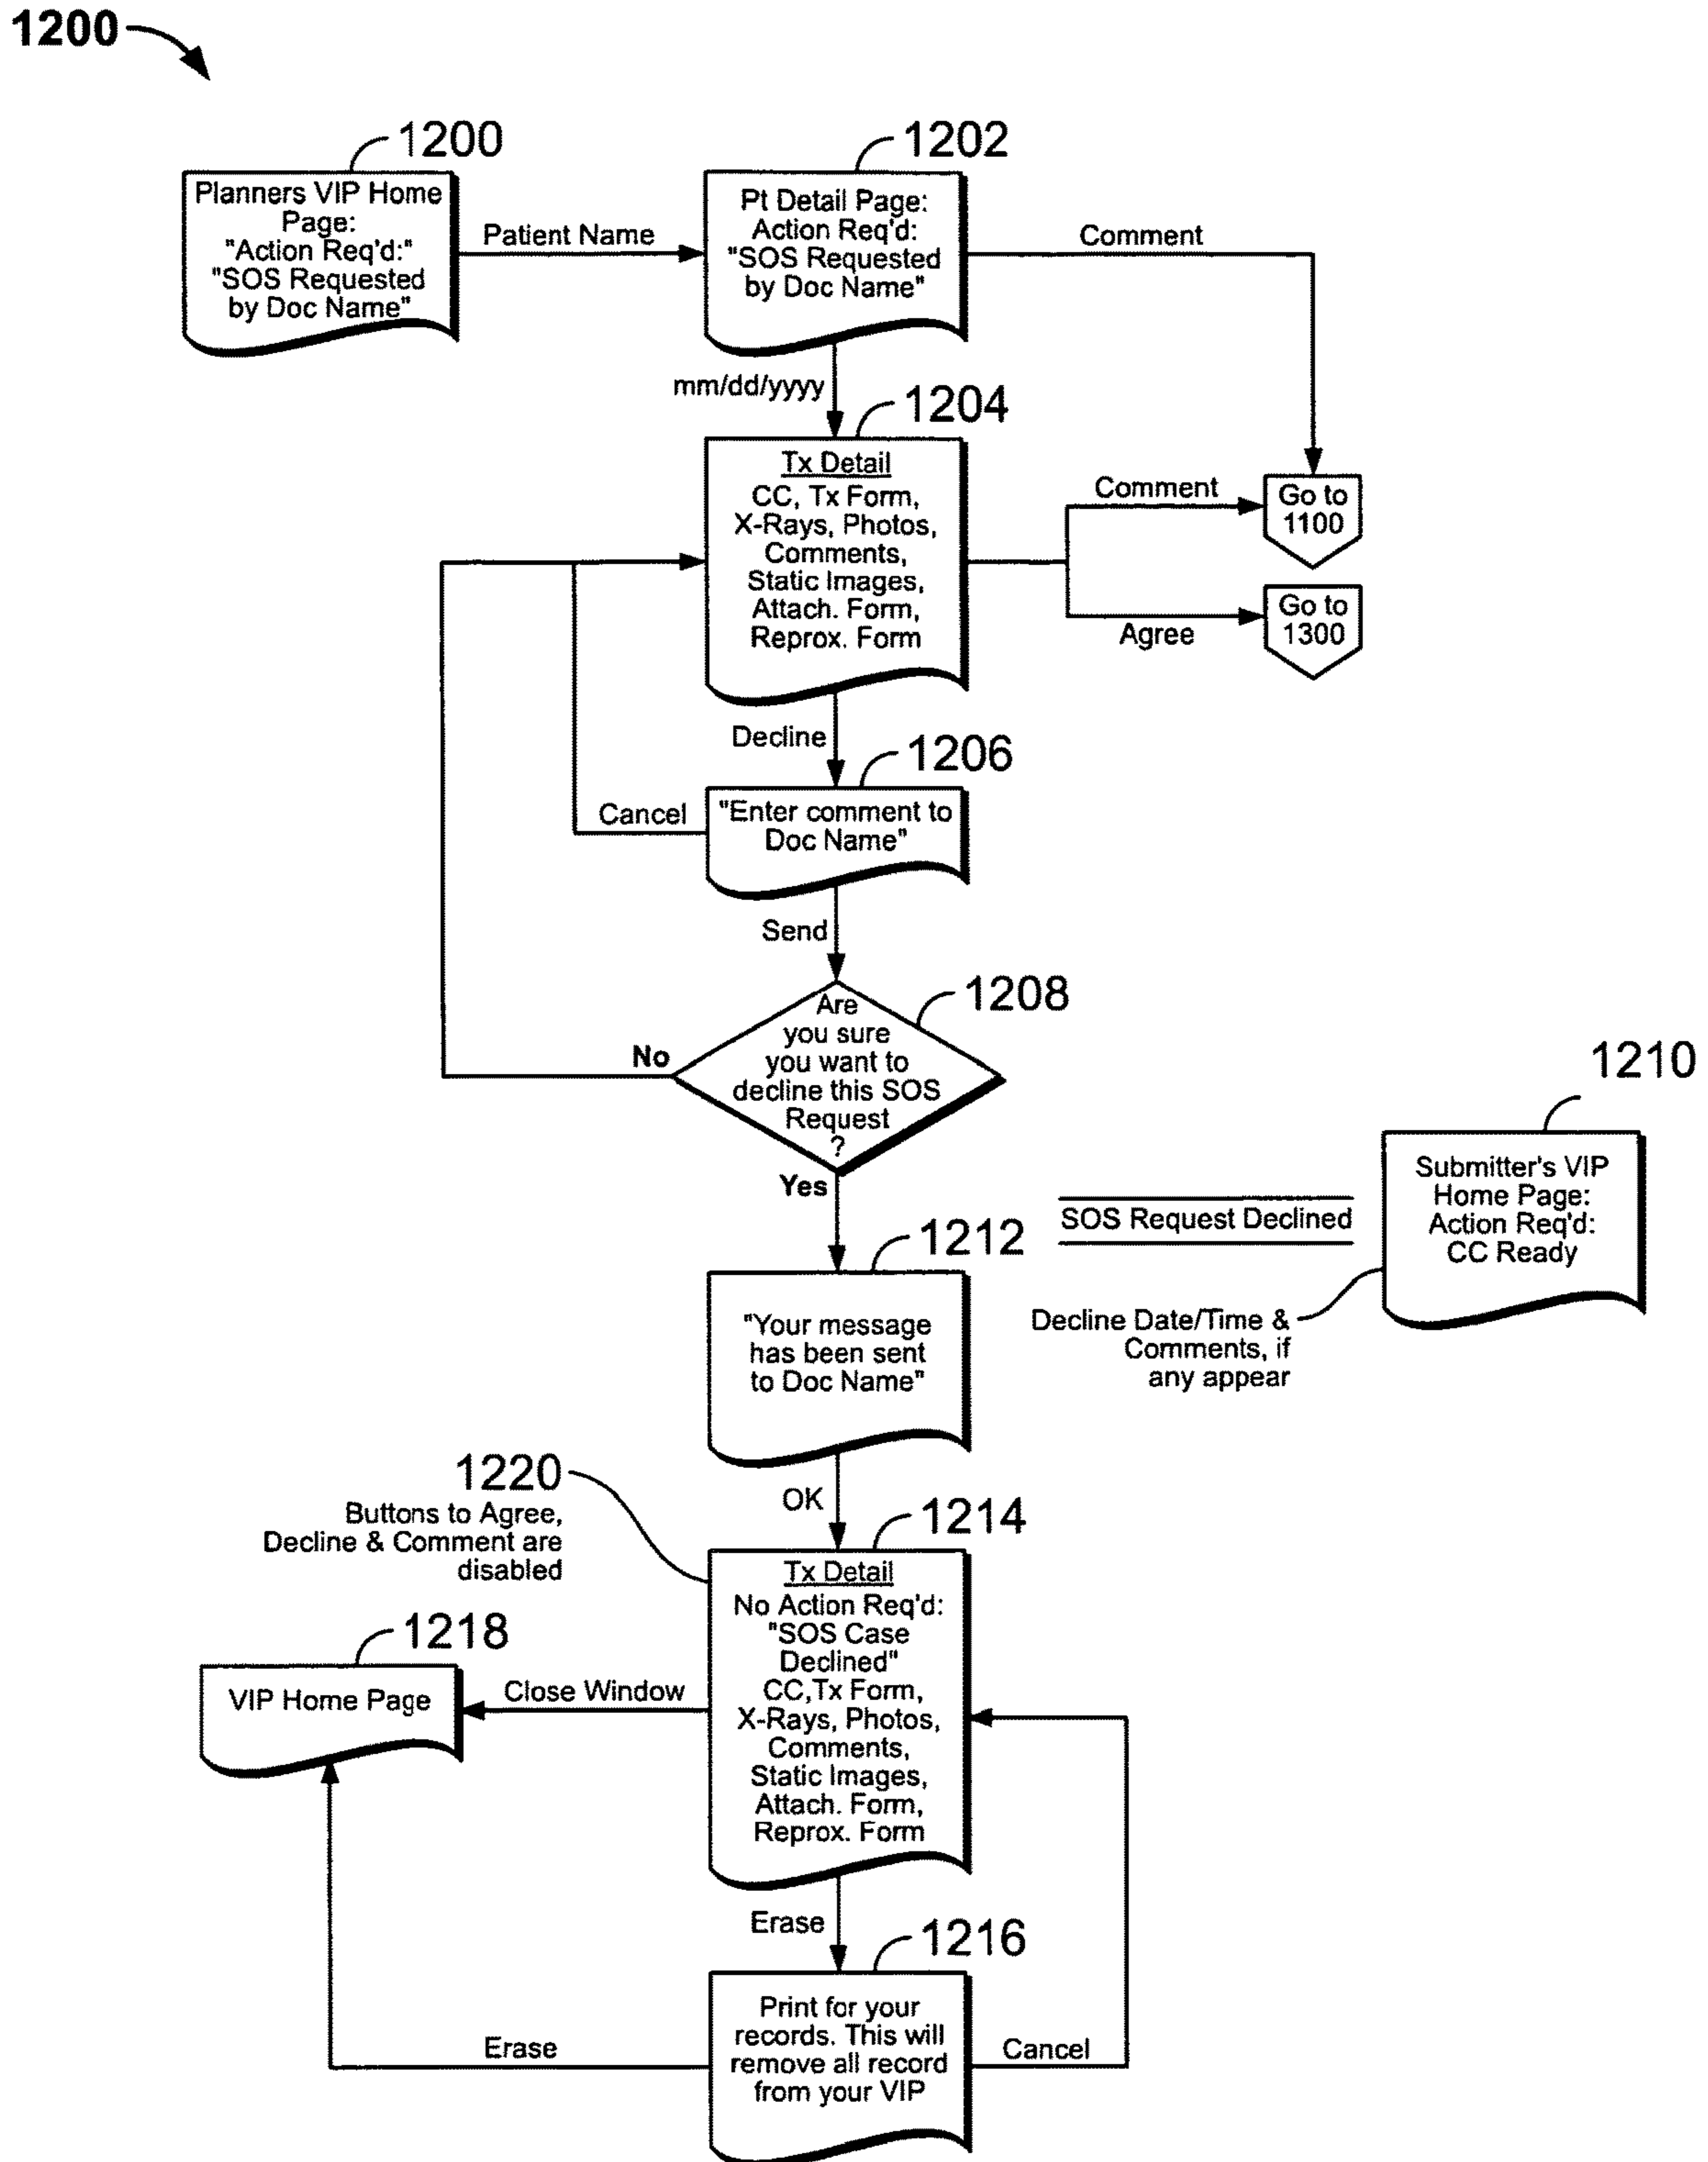 1200
1200
Planners VIP Home
Page:
"Action Req'd:"
"SOS Requested
by Doc Name"
Patient Name
1202
Pt Detail Page:
Action Req'd:
"SOS Requested
by Doc Name"
Comment
mm/dd/yyyy
1204
Tx Detail
CC, Tx Form,
X-Rays, Photos,
Comments,
Static Images,
Attach. Form,
Reprox. Form
Comment
Go to
1100
Agree
Go to
1300
Decline
1206
"Enter comment to
Doc Name"
Cancel
Send
1208
Are
you sure
you want to
decline this SOS
Request
?
No
Yes
1210
Submitter's VIP
Home Page:
Action Req'd:
CC Ready
SOS Request Declined
Decline Date/Time &
Comments, if
any appear
1212
"Your message
has been sent
to Doc Name"
OK
1220
Buttons to Agree,
Decline & Comment are
disabled
1214
Tx Detail
No Action Req'd:
"SOS Case
Declined"
CC,Tx Form,
X-Rays, Photos,
Comments,
Static Images,
Attach. Form,
Reprox. Form
1218
VIP Home Page
Close Window
Erase
1216
Print for your
records. This will
remove all record
from your VIP
Erase
Cancel